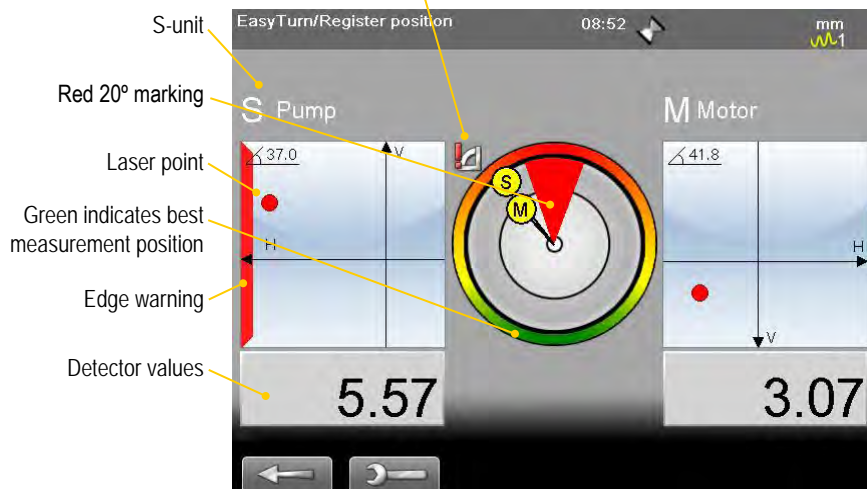 EasyTurn/Register position
08:52
mm
1
S-unit
Red 20º marking
Laser point
Green indicates best
measurement position
Edge warning
Detector values
S Pump
M Motor
37.0
V
H
S
M
41.8
H
V
5.57
3.07